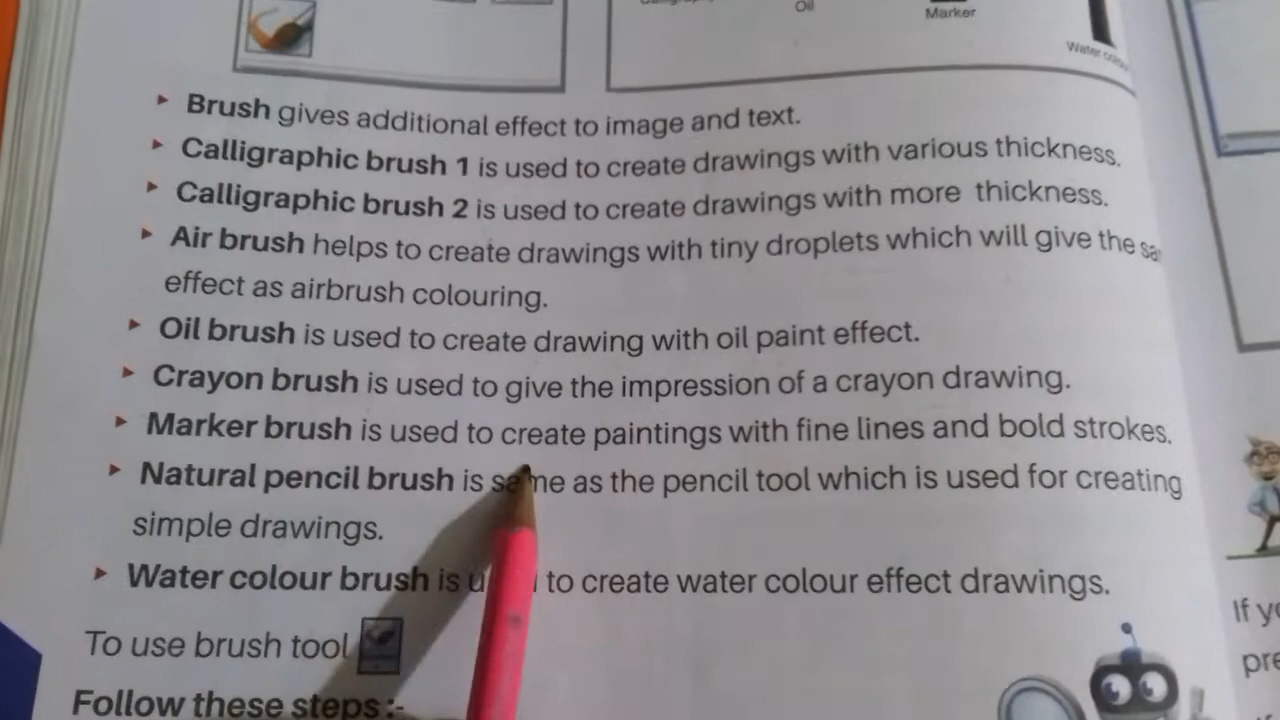 Oil
Marker
Water colou
▸ Brush gives additional effect to image and text.
▸ Calligraphic brush 1 is used to create drawings with various thickness.
▸ Calligraphic brush 2 is used to create drawings with more thickness.
▸ Air brush helps to create drawings with tiny droplets which will give the sa
effect as airbrush colouring.
▸ Oil brush is used to create drawing with oil paint effect.
▸ Crayon brush is used to give the impression of a crayon drawing.
▸ Marker brush is used to create paintings with fine lines and bold strokes.
▸ Natural pencil brush is same as the pencil tool which is used for creating
simple drawings.
▸ Water colour brush is to create water colour effect drawings.
To use brush tool
Follow these steps :-
If
pre